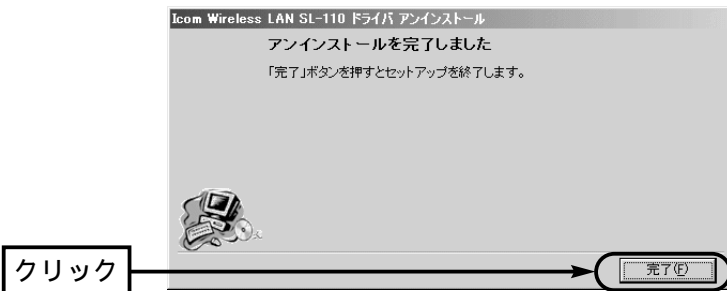 Icom Wireless LAN SL-110 ドライバ アンインストール
アンインストールを完了しました
「完了」ボタンを押すとセットアップを終了します。
クリック
完了(F)